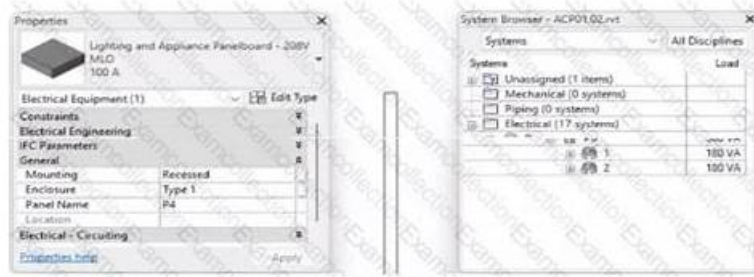 Properties
Lighting and Appliance Panelboard - 208V
MLO
100 A
Electrical Equipment (1)
Edit Type
Constraints
Electrical Engineering
IFC Parameters
General
Mounting Recessed
Enclosure Type 1
Panel Name P4
Location
Electrical - Circuiting
Properties help
Apply
System Browser - ACP01.02.rvt
Systems All Disciplines
Systems Load
Unassigned (1 items)
Mechanical (0 systems)
Piping (0 systems)
Electrical (17 systems)
1 180 VA
2 180 VA